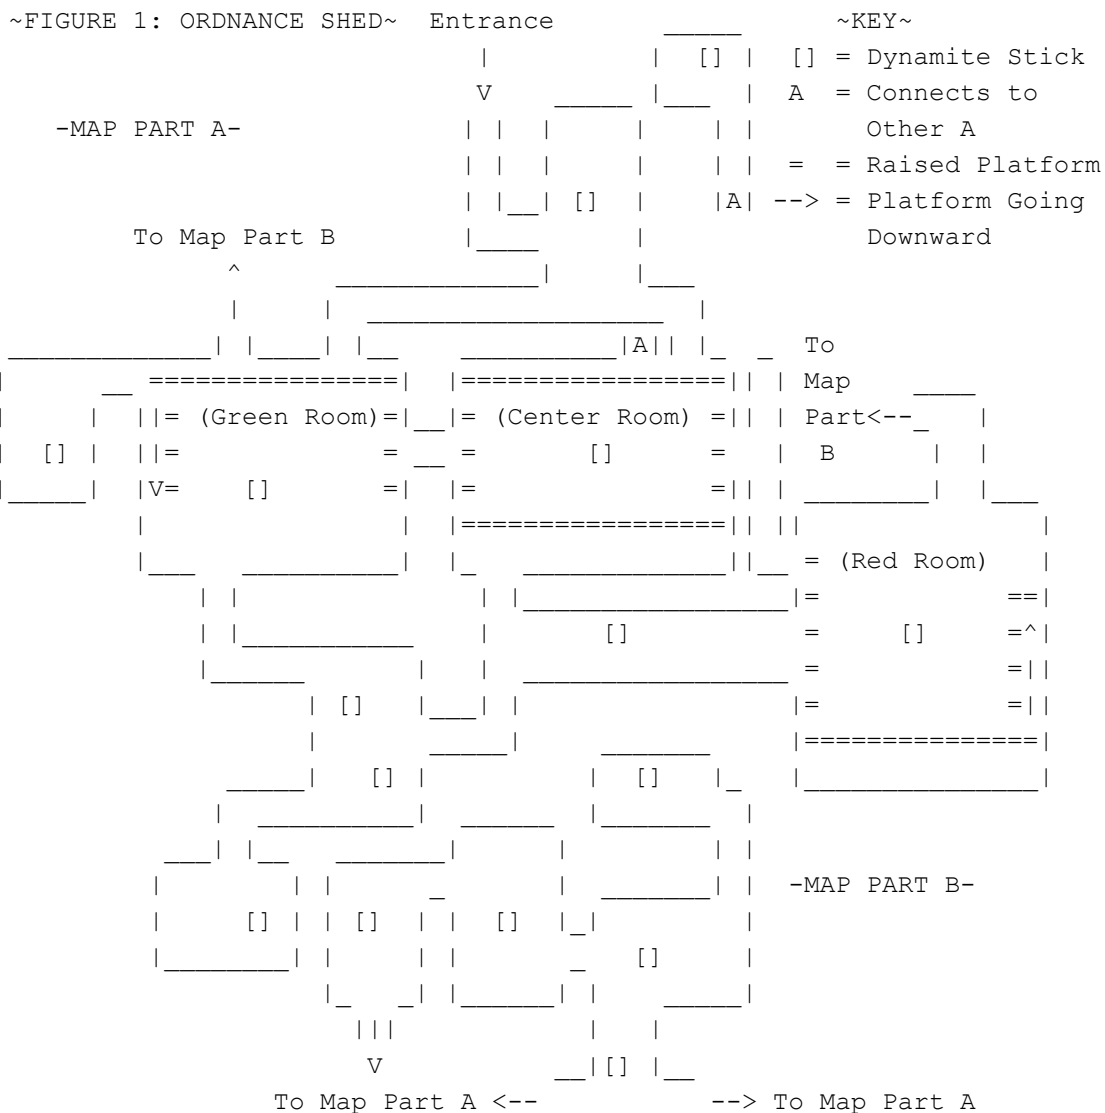 ~FIGURE 1: ORDNANCE SHED~ Entrance ~KEY~
[] [] = Dynamite Stick
V A = Connects to
-MAP PART A- Other A
= = Raised Platform
[] A --> = Platform Going
To Map Part B Downward
A To
Map
(Green Room) (Center Room) Part<--
[] [] B
V []
(Red Room)
[] []
[]
[] []
-MAP PART B-
[] [] []
[]
V []
To Map Part A <-- --> To Map Part A